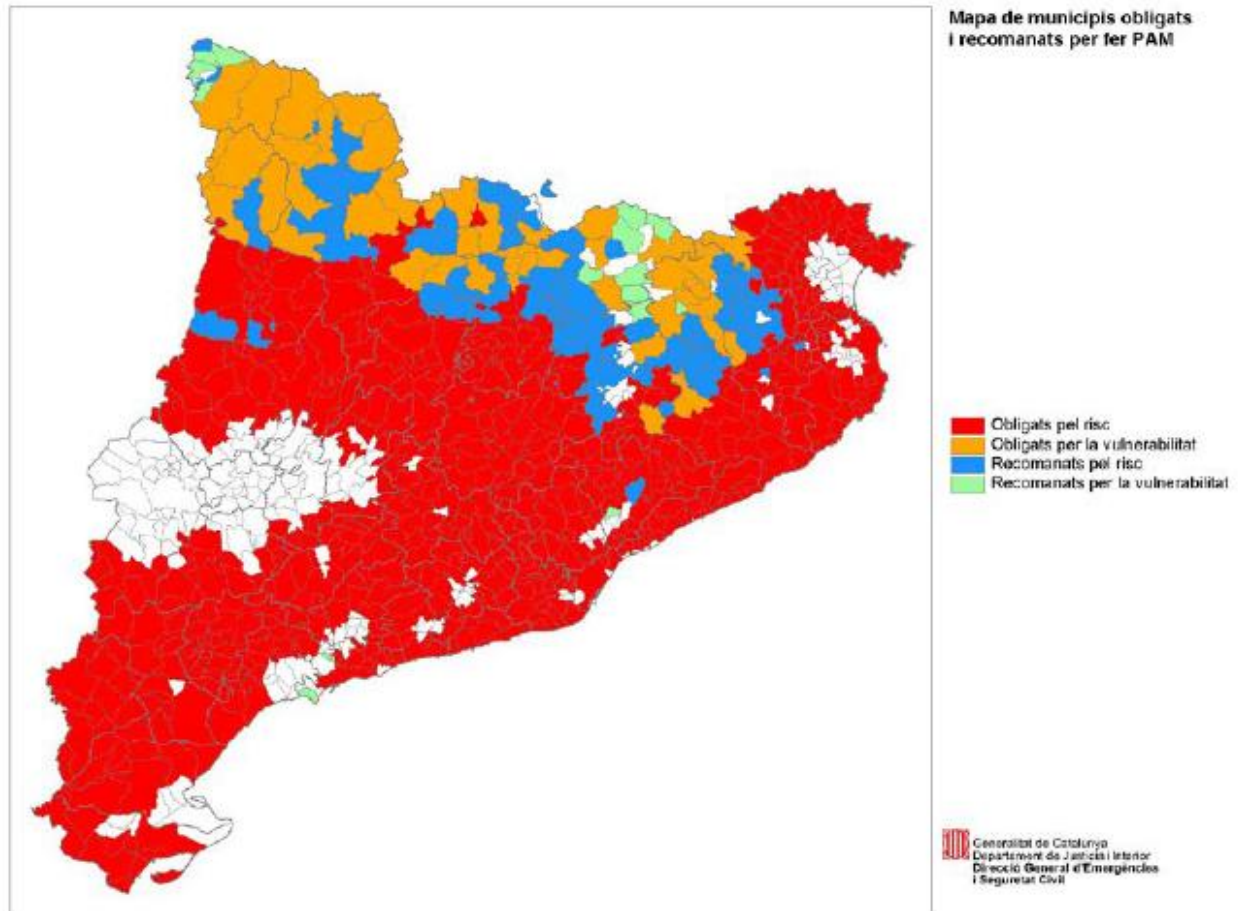 Mapa de municipis obligats
i recomanats per fer PAM
Obligats pel risc
Obligats per la vulnerabilitat
Recomanats pel risc
Recomanats per la vulnerabilitat
Generalitat de Catalunya
Departament de Justícia i Interior
Direcció General d'Emergències
i Seguretat Civil